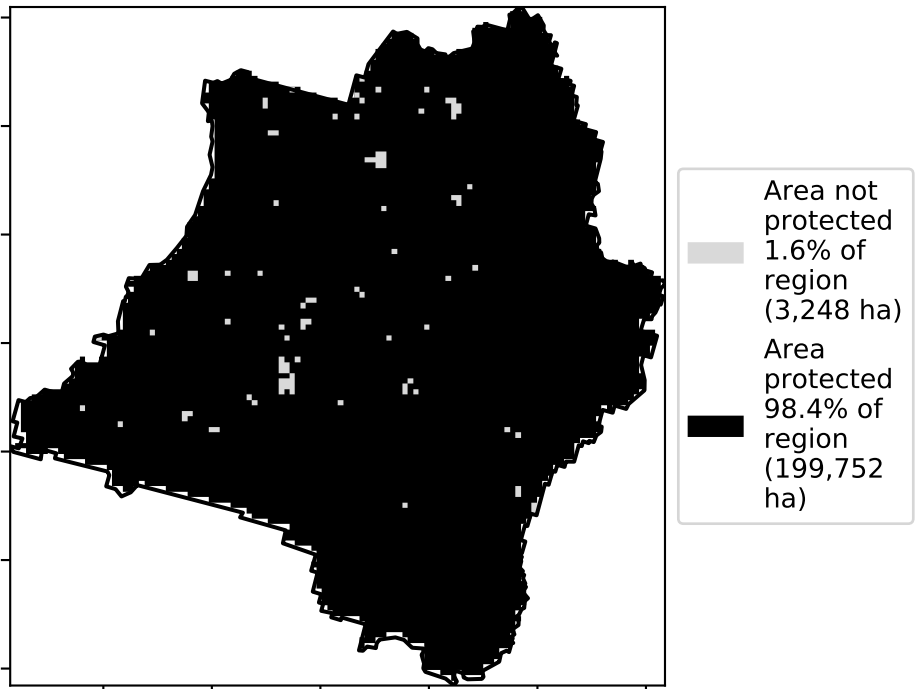 Area not
protected
1.6% of
region
(3,248 ha)
Area
protected
98.4% of
region
(199,752
ha)